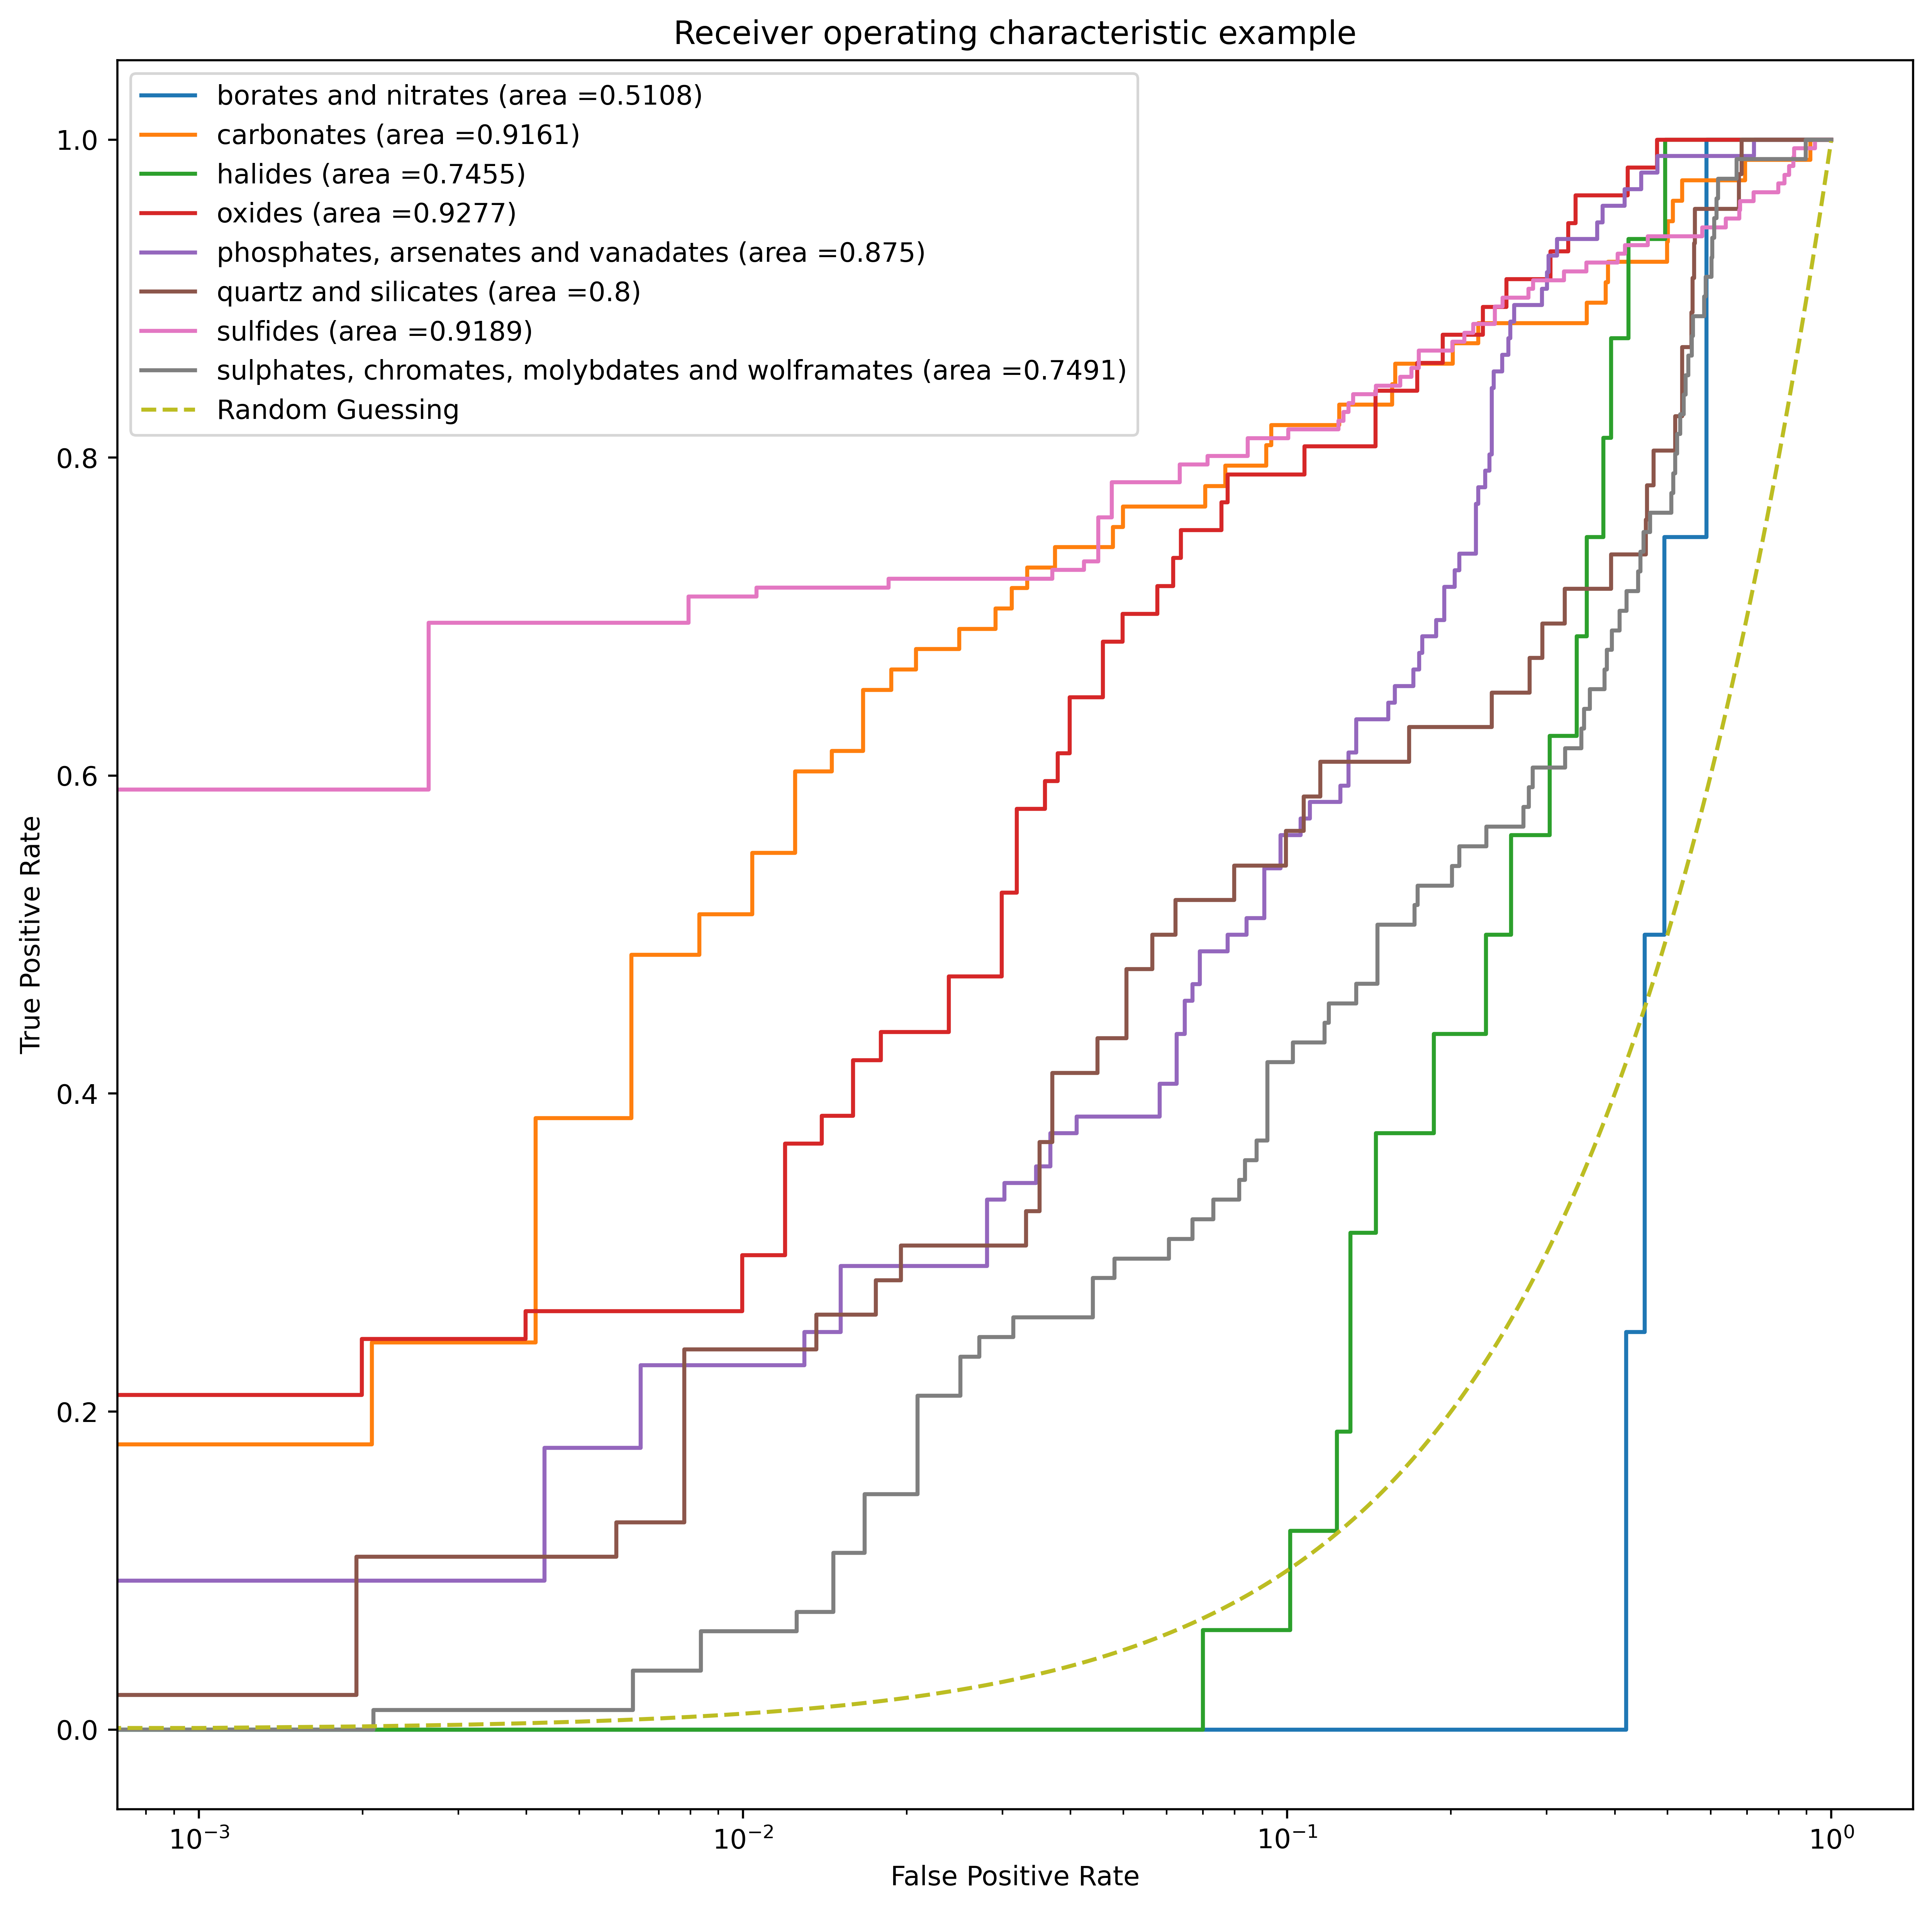 Receiver operating characteristic example
borates and nitrates (area =0.5108)
carbonates (area =0.9161)
halides (area =0.7455)
oxides (area =0.9277)
phosphates, arsenates and vanadates (area =0.875)
quartz and silicates (area =0.8)
sulfides (area =0.9189)
sulphates, chromates, molybdates and wolframates (area =0.7491)
Random Guessing
True Positive Rate
1.0
0.8
0.6
0.4
0.2
0.0
10⁻³ 10⁻² 10⁻¹ 10⁰
False Positive Rate